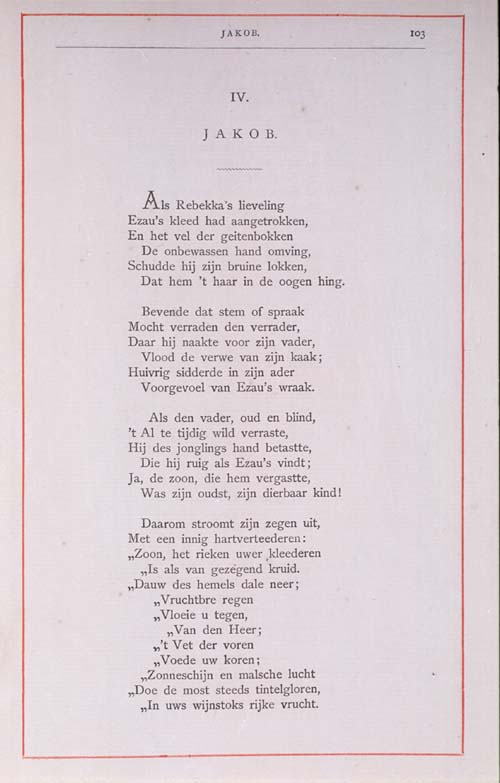 JAKOB. 103
IV.
JAKOB.
Als Rebekka's lieveling
Ezau's kleed had aangetrokken,
En het vel der geitenbokken
De onbewassen hand omving,
Schudde hij zijn bruine lokken,
Dat hem 't haar in de oogen hing.
Bevende dat stem of spraak
Mocht verraden den verrader,
Daar hij naakte voor zijn vader,
Vlood de verwe van zijn kaak;
Huivrig sidderde in zijn ader
Voorgevoel van Ezau's wraak.
Als den vader, oud en blind,
't Al te tijdig wild verraste,
Hij des jonglings hand betastte,
Die hij ruig als Ezau's vindt;
Ja, de zoon, die hem vergastte,
Was zijn oudst, zijn dierbaar kind!
Daarom stroomt zijn zegen uit,
Met een innig hartverteederen:
„Zoon, het rieken uwer kleederen
„Is als van gezegend kruid.
„Dauw des hemels dale neer;
„Vruchtbre regen
„Vloeie u tegen,
„Van den Heer;
„'t Vet der voren
„Voede uw koren;
„Zonneschijn en malsche lucht
„Doe de most steeds tintelgloren,
„In uws wijnstoks rijke vrucht.